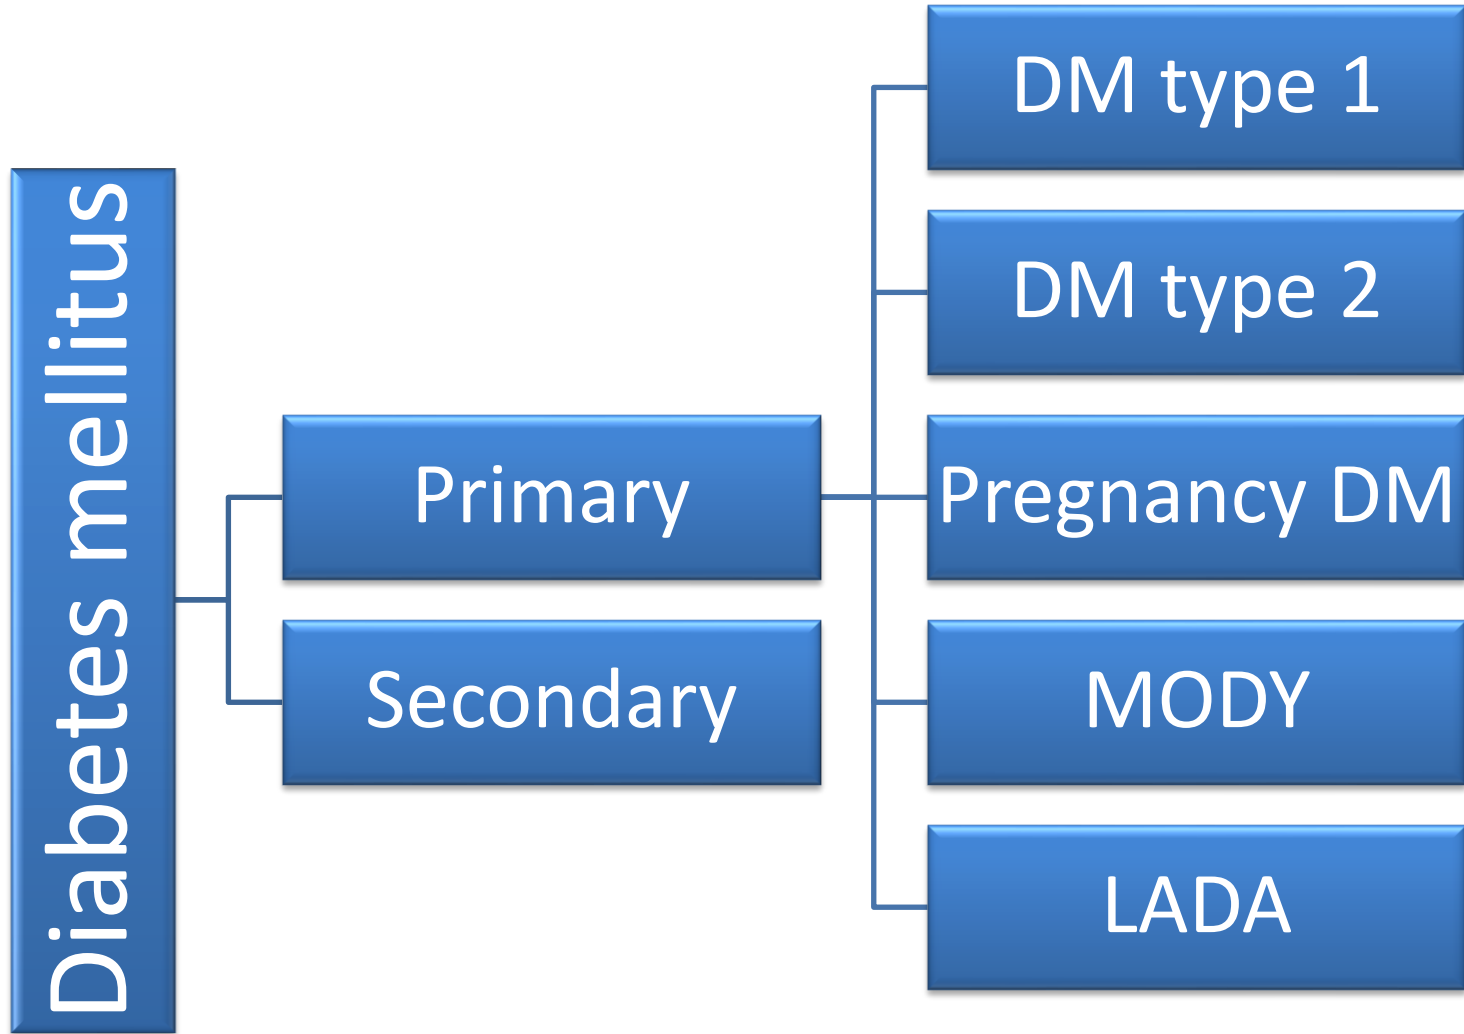 Diabetes mellitus
Primary
Secondary
DM type 1
DM type 2
Pregnancy DM
MODY
LADA